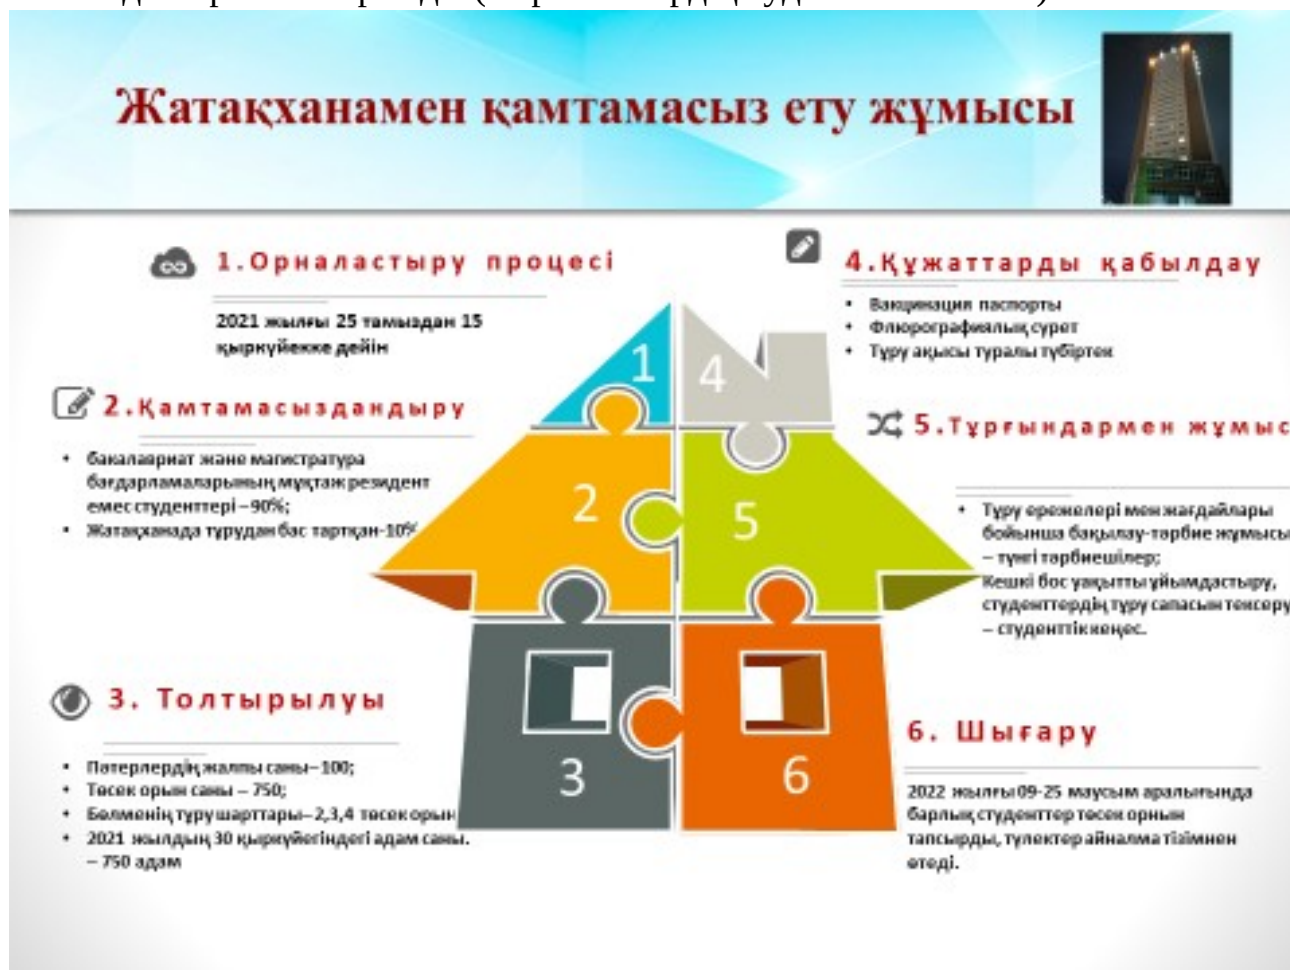 Жатақханамен қамтамасыз ету жұмысы
1.Орналастыру процесі
2021 жылғы 25 тамыздан 15
қыркүйекке дейін
2.Қамтамасыздандыру
• бакалавриат және магистратура
бағдарламаларының мұқтаж резидент
емес студенттері – 90%;
• Жатақханада тұрудан бас тартқан-10%
3. Толтырылуы
• Пәтерлердің жалпы саны– 100;
• Төсек орын саны – 750;
• Бөлменің тұру шарттары– 2,3,4 төсек орын
• 2021 жылдың 30 қыркүйегіндегі адам саны.
– 750 адам
1
2
3
4
5
6
4.Құжаттарды қабылдау
• Вакцинация паспорты
• Флюрографиялық сурет
• Тұру ақысы туралы түбіртек
5.Тұрғындармен жұмыс
• Тұру ережелері мен жағдайлары
бойынша бақылау-тәрбие жұмысы
– түнгі тәрбиешілер;
Кешкі бос уақытты ұйымдастыру,
студенттердің тұру сапасын тексеру
– студенттік кеңес.
6. Шығару
2022 жылғы 09-25 маусым аралығында
барлық студенттер төсек орнын
тапсырды, түлектер айналма тізімнен
өтеді.